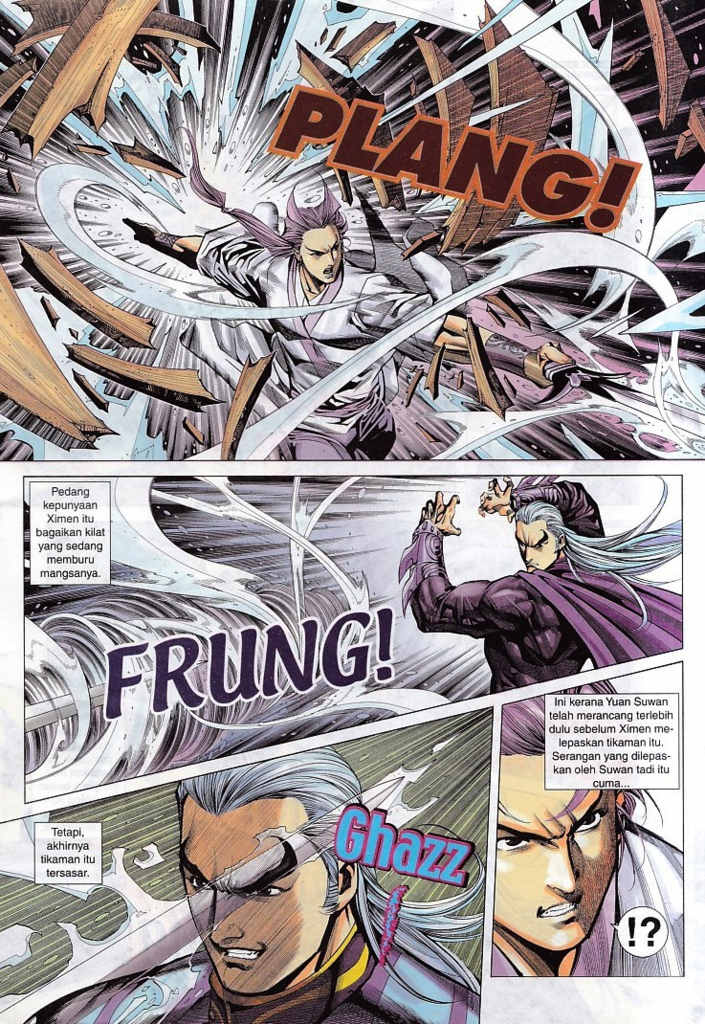 PLANG!
Pedang
kepunyaan
Ximen itu
bagaikan kilat
yang sedang
memburu
mangsanya.
FRUNG!
Ini kerana Yuan Suwan
telah merancang terlebih
dulu sebelum Ximen me-
lepaskan tikaman itu.
Serangan yang dilepas-
kan oleh Suwan tadi itu
cuma...
Tetapi,
akhirnya
tikaman itu
tersasar.
Ghazz
!
!?